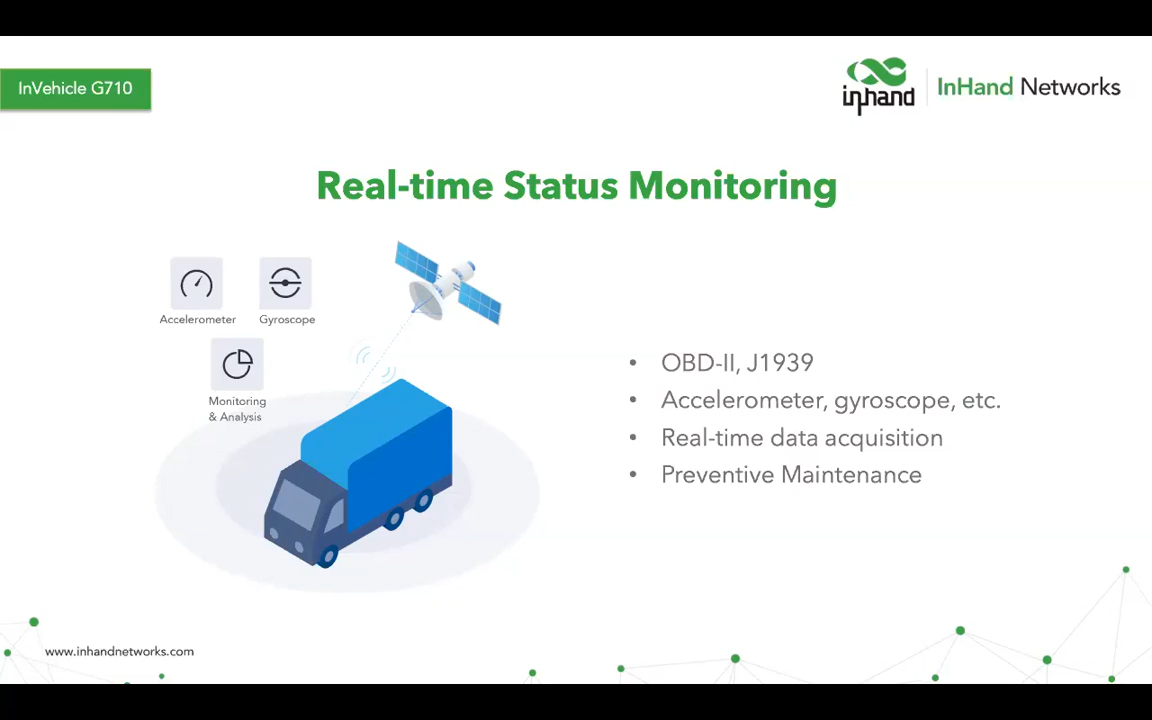 InVehicle G710
inhand
InHand Networks
Real-time Status Monitoring
Accelerometer
Gyroscope
Monitoring
& Analysis
• OBD-II, J1939
• Accelerometer, gyroscope, etc.
• Real-time data acquisition
• Preventive Maintenance
www.inhandnetworks.com